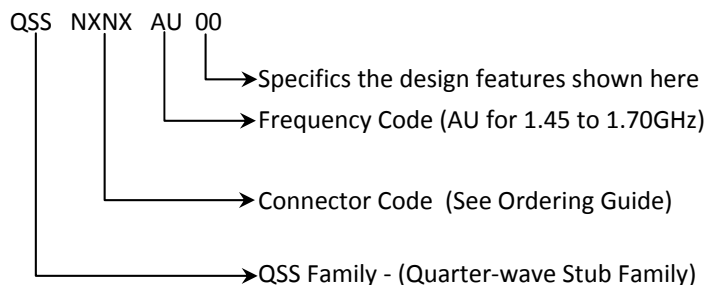 QSS NXNX AU 00
Specifics the design features shown here
Frequency Code (AU for 1.45 to 1.70GHz)
Connector Code (See Ordering Guide)
QSS Family - (Quarter-wave Stub Family)